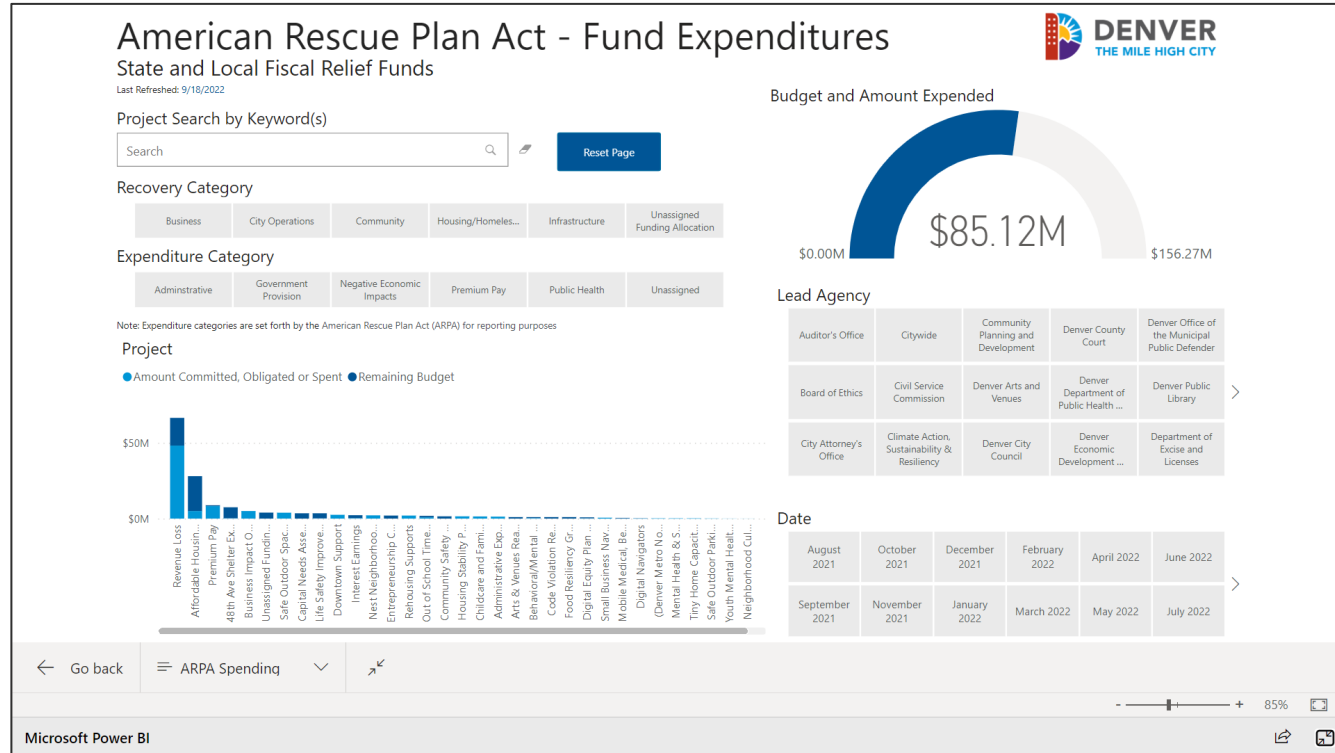 American Rescue Plan Act - Fund Expenditures
State and Local Fiscal Relief Funds
Last Refreshed: 9/18/2022
DENVER
THE MILE HIGH CITY
Project Search by Keyword(s)
Search
Reset Page
Recovery Category
Business
City Operations
Community
Housing/Homeles...
Infrastructure
Unassigned
Funding Allocation
Expenditure Category
Adminstrative
Government
Provision
Negative Economic
Impacts
Premium Pay
Public Health
Unassigned
Note: Expenditure categories are set forth by the American Rescue Plan Act (ARPA) for reporting purposes
Project
Amount Committed, Obligated or Spent
Remaining Budget
$50M
$0M
Revenue Loss
Affordable Housin...
Premium Pay
48th Ave Shelter Ex...
Business Impact O...
Unassigned Fundin...
Safe Outdoor Spac...
Capital Needs Asse...
Life Safety Improve...
Downtown Support
Interest Earnings
Nest Neighborhoo...
Entrepreneurship C...
Rehousing Supports
Out of School Time...
Community Safety ...
Housing Stability P...
Childcare and Fami...
Administrative Exp...
Arts & Venues Rea...
Behavioral/Mental ...
Code Violation Re...
Food Resiliency Gr...
Digital Equity Plan ...
Small Business Nav...
Mobile Medical, Be...
Digital Navigators
(Denver Metro No...
Mental Health & S...
Tiny Home Capacit...
Safe Outdoor Parki...
Youth Mental Healt...
Neighborhood Cul...
Budget and Amount Expended
$85.12M
$0.00M
$156.27M
Lead Agency
Auditor's Office
Citywide
Community
Planning and
Development
Denver County
Court
Denver Office of
the Municipal
Public Defender
Board of Ethics
Civil Service
Commission
Denver Arts and
Venues
Denver
Department of
Public Health ...
Denver Public
Library
City Attorney's
Office
Climate Action,
Sustainability &
Resiliency
Denver City
Council
Denver
Economic
Development ...
Department of
Excise and
Licenses
Date
August
2021
October
2021
December
2021
February
2022
April 2022
June 2022
September
2021
November
2021
January
2022
March 2022
May 2022
July 2022
Go back
ARPA Spending
- + 85%
Microsoft Power BI